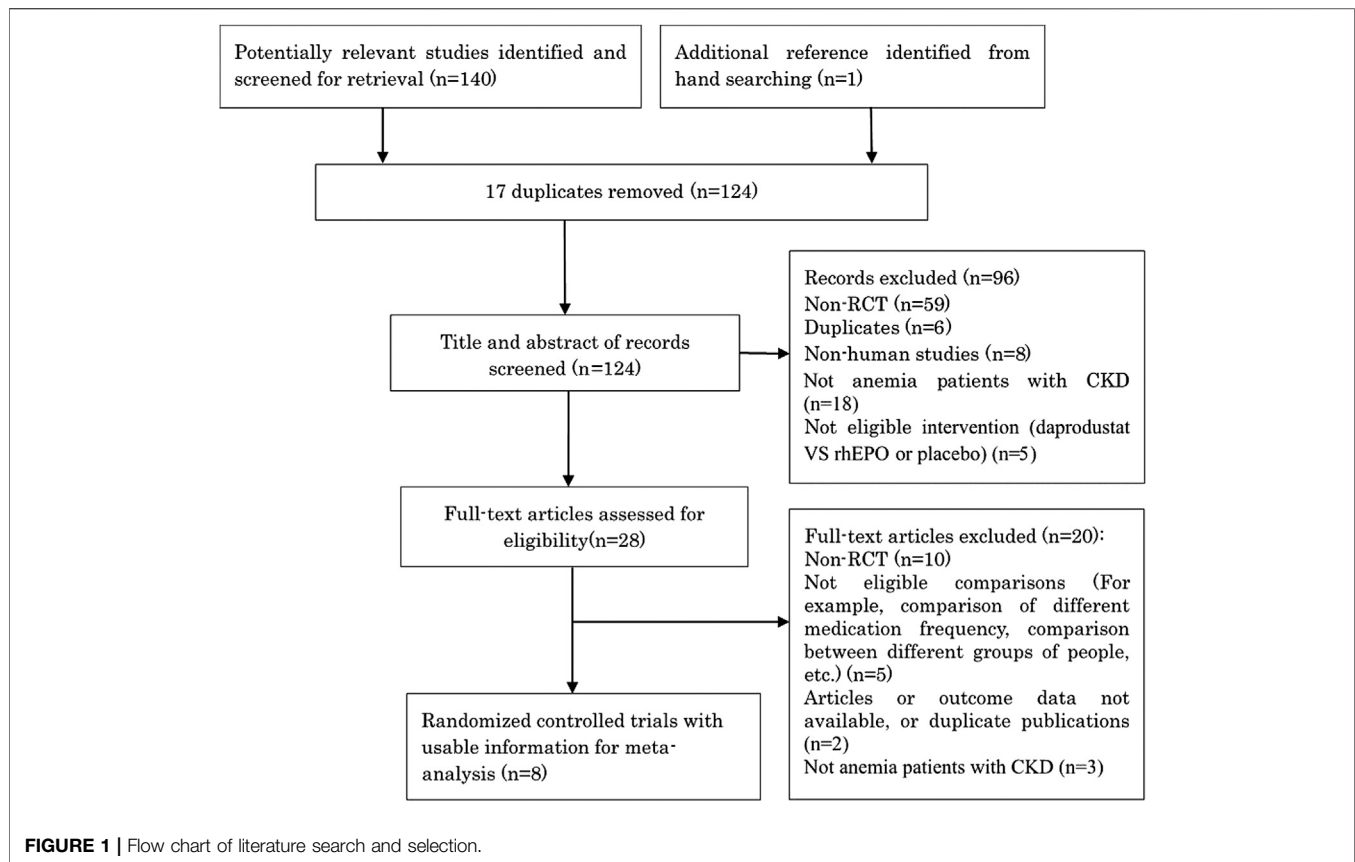 Potentially relevant studies identified and
screened for retrieval (n=140)
Additional reference identified from
hand searching (n=1)
17 duplicates removed (n=124)
Title and abstract of records
screened (n=124)
Records excluded (n=96)
Non-RCT (n=59)
Duplicates (n=6)
Non-human studies (n=8)
Not anemia patients with CKD
(n=18)
Not eligible intervention (daprodustat
VS rhEPO or placebo) (n=5)
Full-text articles assessed for
eligibility(n=28)
Full-text articles excluded (n=20):
Non-RCT (n=10)
Not eligible comparisons (For
example, comparison of different
medication frequency, comparison
between different groups of people,
etc.) (n=5)
Articles or outcome data not
available, or duplicate publications
(n=2)
Not anemia patients with CKD (n=3)
Randomized controlled trials with
usable information for meta-
analysis (n=8)
FIGURE 1 | Flow chart of literature search and selection.